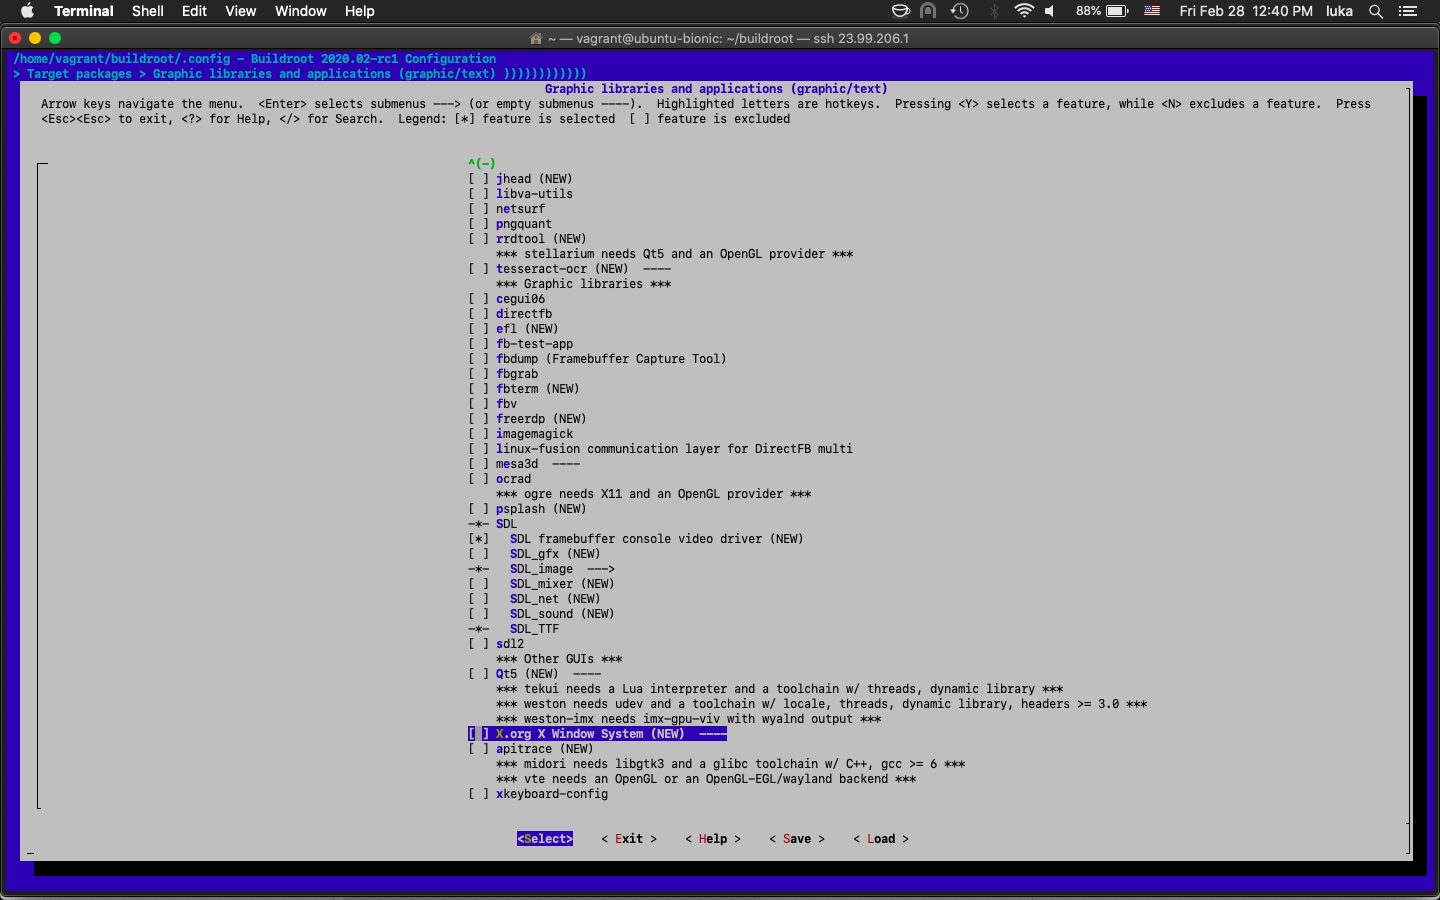 Terminal Shell Edit View Window Help 88% Fri Feb 28 12:40 PM luka
~ — vagrant@ubuntu-bionic: ~/buildroot — ssh 23.99.206.1
/home/vagrant/buildroot/.config - Buildroot 2020.02-rc1 Configuration
> Target packages > Graphic libraries and applications (graphic/text) ))))))))))))
Graphic libraries and applications (graphic/text)
Arrow keys navigate the menu.  <Enter> selects submenus ---> (or empty submenus ----).  Highlighted letters are hotkeys.  Pressing <Y> selects a feature, while <N> excludes a feature.  Press
<Esc><Esc> to exit, <?> for Help, </> for Search.  Legend: [*] feature is selected  [ ] feature is excluded
^(-)
[ ] jhead (NEW)
[ ] libva-utils
[ ] netsurf
[ ] pngquant
[ ] rrdtool (NEW)
*** stellarium needs Qt5 and an OpenGL provider ***
[ ] tesseract-ocr (NEW)  ----
*** Graphic libraries ***
[ ] cegui06
[ ] directfb
[ ] efl (NEW)
[ ] fb-test-app
[ ] fbdump (Framebuffer Capture Tool)
[ ] fbgrab
[ ] fbterm (NEW)
[ ] fbv
[ ] freerdp (NEW)
[ ] imagemagick
[ ] linux-fusion communication layer for DirectFB multi
[ ] mesa3d  ----
[ ] ocrad
*** ogre needs X11 and an OpenGL provider ***
[ ] psplash (NEW)
-*- SDL
[*]   SDL framebuffer console video driver (NEW)
[ ]   SDL_gfx (NEW)
-*-   SDL_image  --->
[ ]   SDL_mixer (NEW)
[ ]   SDL_net (NEW)
[ ]   SDL_sound (NEW)
-*-   SDL_TTF
[ ] sdl2
*** Other GUIs ***
[ ] Qt5 (NEW)  ----
*** tekui needs a Lua interpreter and a toolchain w/ threads, dynamic library ***
*** weston needs udev and a toolchain w/ locale, threads, dynamic library, headers >= 3.0 ***
*** weston-imx needs imx-gpu-viv with wyalnd output ***
[ ] X.org X Window System (NEW)  ----
[ ] apitrace (NEW)
*** midori needs libgtk3 and a glibc toolchain w/ C++, gcc >= 6 ***
*** vte needs an OpenGL or an OpenGL-EGL/wayland backend ***
[ ] xkeyboard-config
<Select>    < Exit >    < Help >    < Save >    < Load >